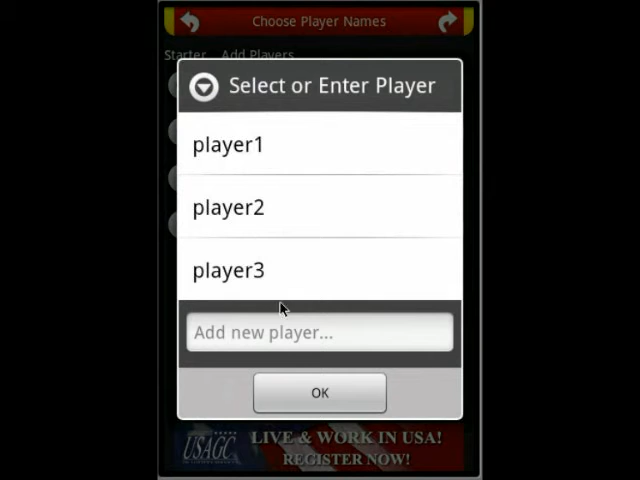 Choose Player Names
Starter Add Players
Select or Enter Player
player1
player2
player3
Add new player...
OK
USAGC
LIVE & WORK IN USA!
REGISTER NOW!